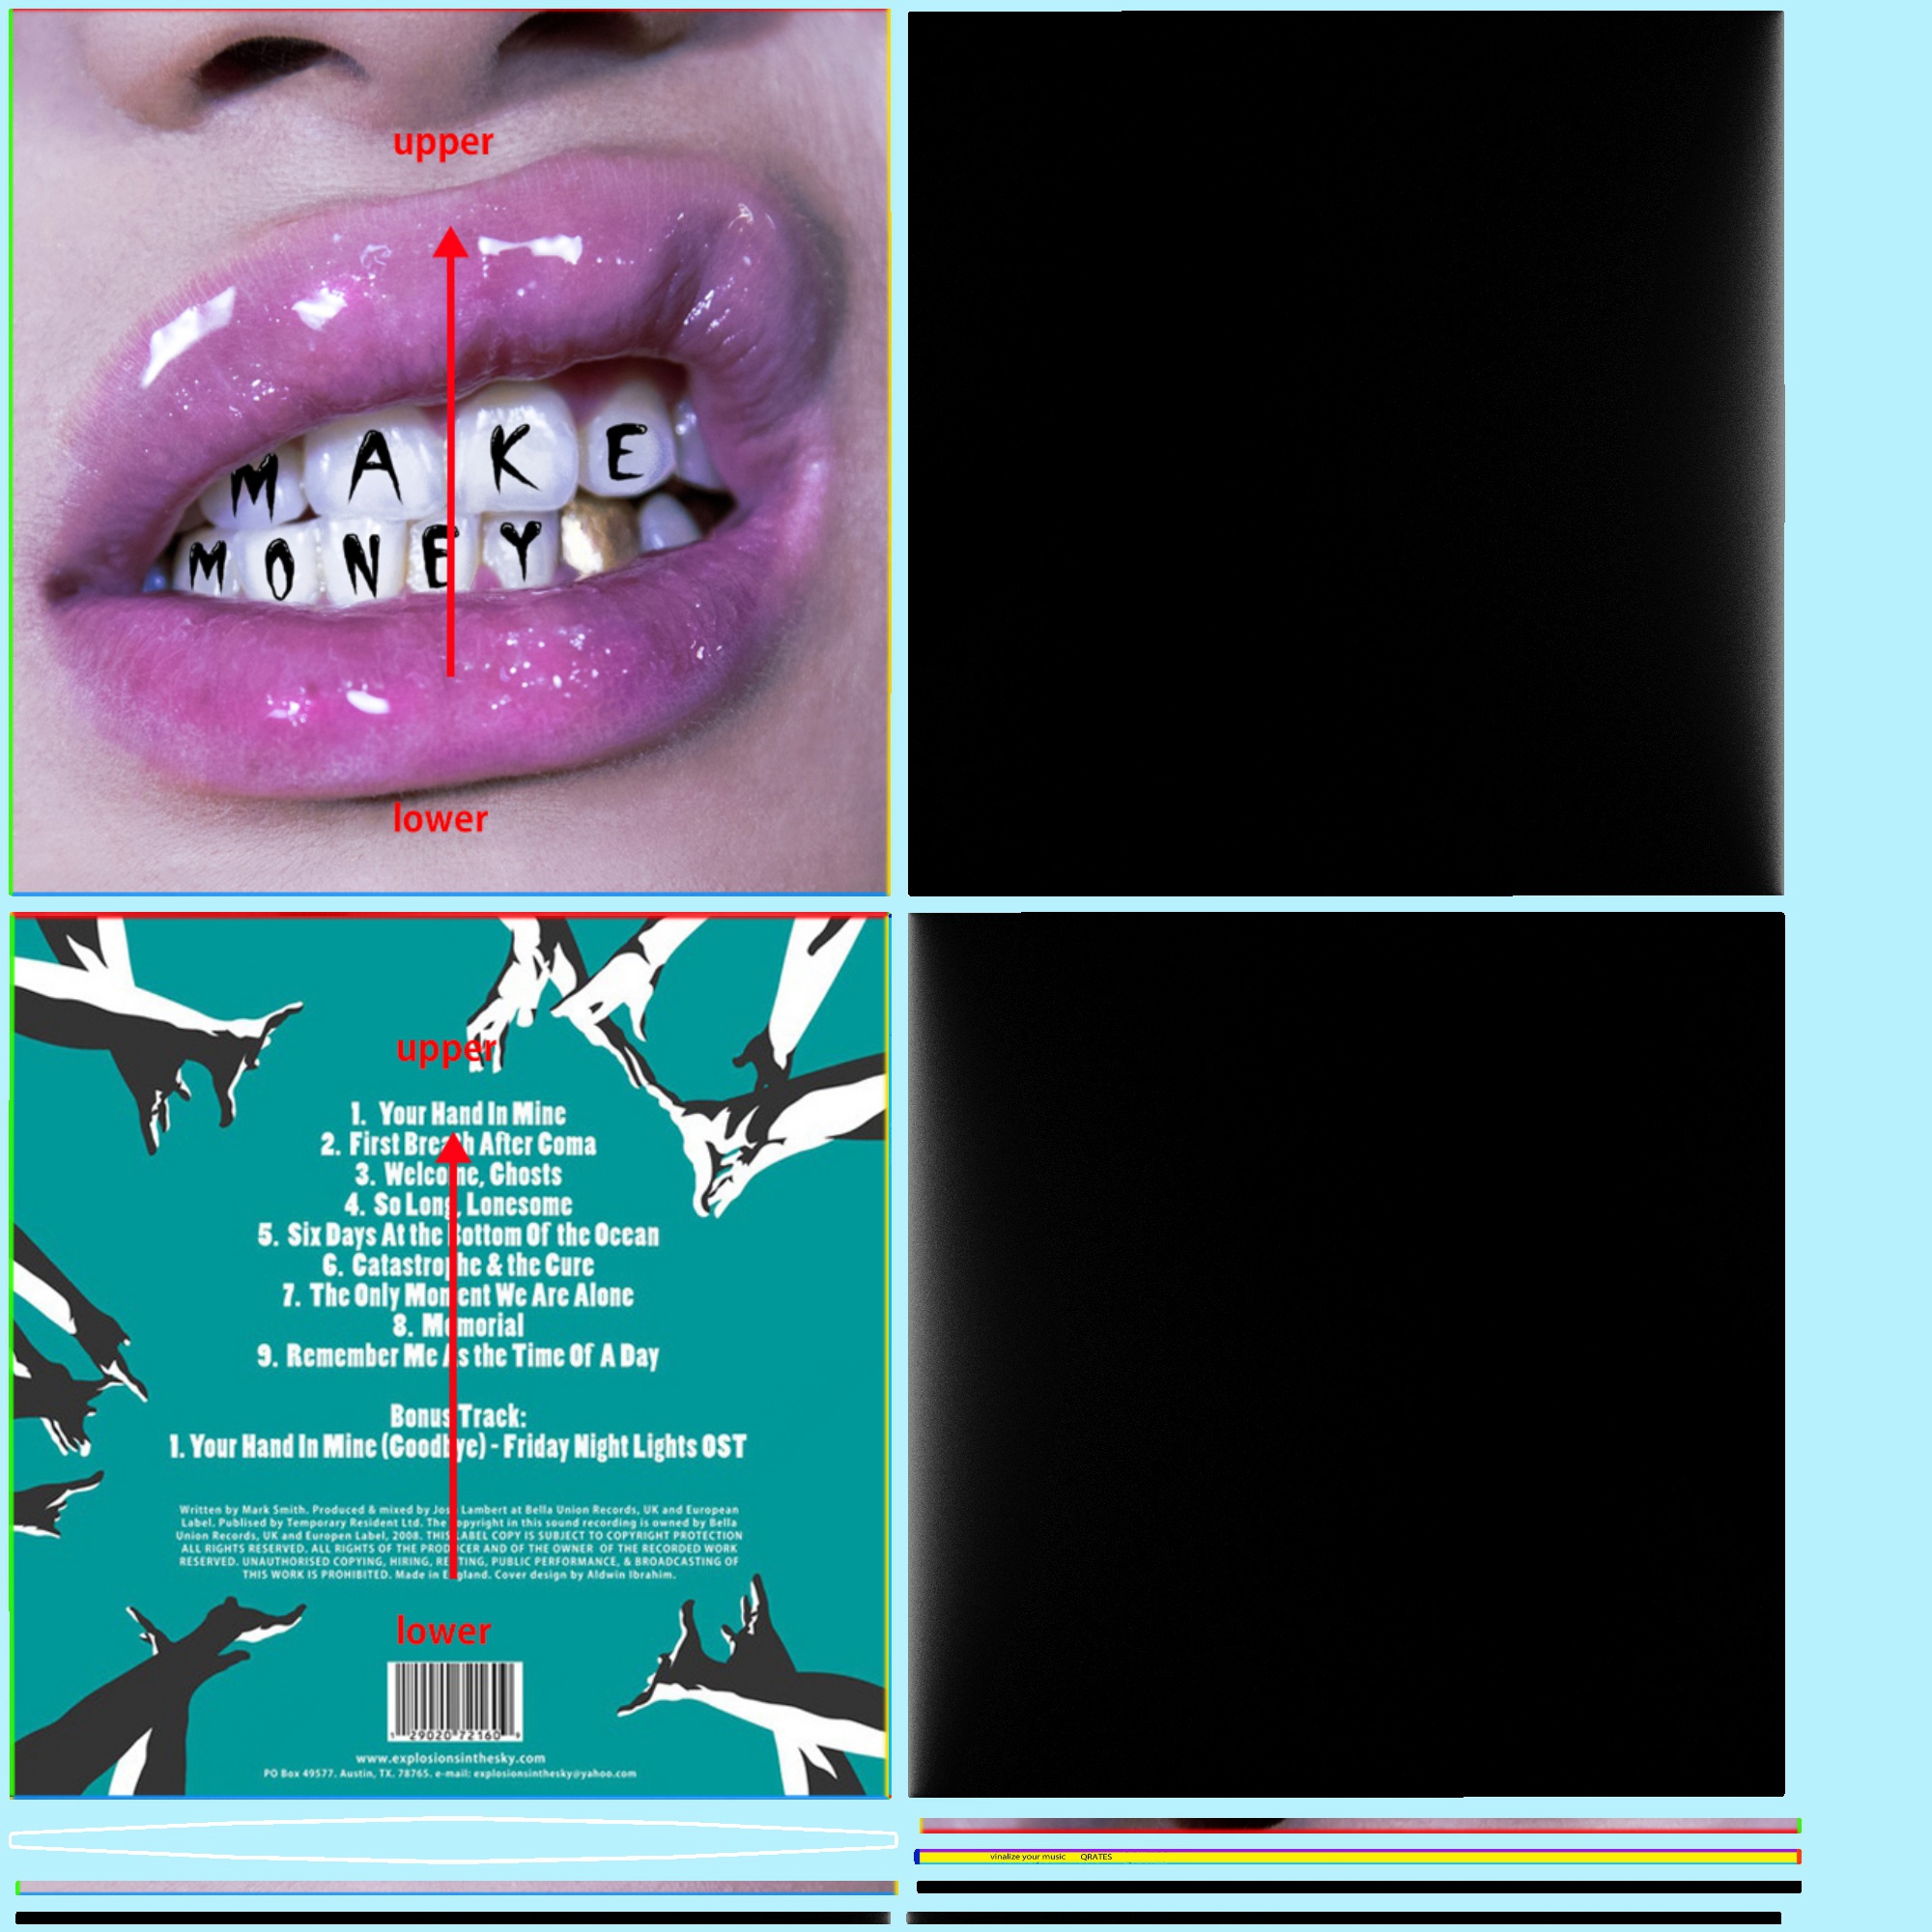 upper
MAKE
MONEY
lower
upper
1. Your Hand In Mine
2. First Breath After Coma
3. Welcome, Ghosts
4. So Long, Lonesome
5. Six Days At the Bottom Of the Ocean
6. Catastrophe & the Cure
7. The Only Moment We Are Alone
8. Memorial
9. Remember Me As the Time Of A Day
Bonus Track:
1. Your Hand In Mine (Goodbye) - Friday Night Lights OST
Written by Mark Smith. Produced & mixed by Josh Lambert at Bella Union Records, UK and European
Label. Publised by Temporary Resident Ltd. The copyright in this sound recording is owned by Bella
Union Records, UK and Europen Label, 2008. THIS LABEL COPY IS SUBJECT TO COPYRIGHT PROTECTION
ALL RIGHTS RESERVED. ALL RIGHTS OF THE PRODUCER AND OF THE OWNER OF THE RECORDED WORK
RESERVED. UNAUTHORISED COPYING, HIRING, RENTING, PUBLIC PERFORMANCE, & BROADCASTING OF
THIS WORK IS PROHIBITED. Made in England. Cover design by Aldwin Ibrahim.
lower
1 29020 72160 9
www.explosionsinthesky.com
PO Box 49577. Austin, TX. 78765. e-mail: explosionsinthesky@yahoo.com
vinalize your music QRATES